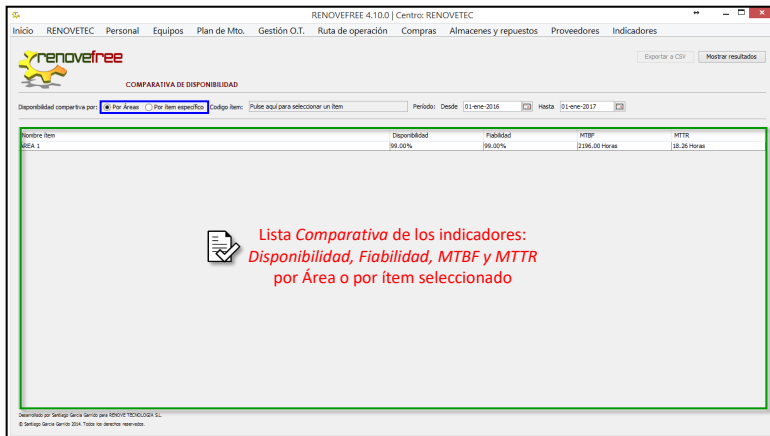 RENOVEFREE 4.10.0 | Centro: RENOVETEC
Inicio RENOVETEC Personal Equipos Plan de Mto. Gestión O.T. Ruta de operación Compras Almacenes y repuestos Proveedores Indicadores
renovefree
Exportar a CSV Mostrar resultados
COMPARATIVA DE DISPONIBILIDAD
Disponibilidad compartiva por: Por Áreas Por ítem específico Codigo ítem: Pulse aquí para seleccionar un ítem Período: Desde 01-ene-2016 Hasta 01-ene-2017
Nombre ítem Disponibilidad Fiabilidad MTBF MTTR
ÁREA 1 99.00% 99.00% 2196.00 Horas 18.26 Horas
Lista Comparativa de los indicadores:
Disponibilidad, Fiabilidad, MTBF y MTTR
por Área o por ítem seleccionado
Desarrollado por Santiago Garcia Garrido para RENOVE TECNOLOGÍA S.L.
© Santiago Garcia Garrido 2014. Todos los derechos reservados.